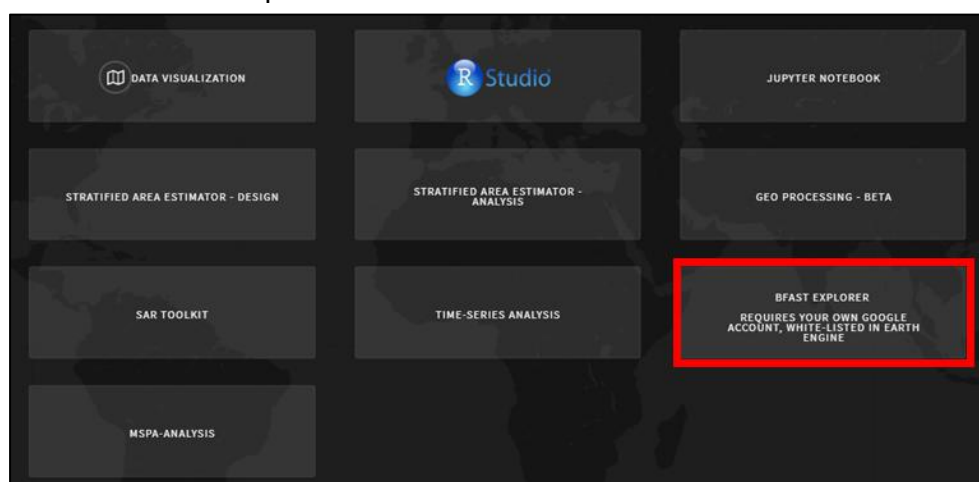 DATA VISUALIZATION
R Studio
JUPYTER NOTEBOOK
STRATIFIED AREA ESTIMATOR - DESIGN
STRATIFIED AREA ESTIMATOR -
ANALYSIS
GEO PROCESSING - BETA
SAR TOOLKIT
TIME-SERIES ANALYSIS
BFAST EXPLORER
REQUIRES YOUR OWN GOOGLE
ACCOUNT, WHITE-LISTED IN EARTH
ENGINE
MSPA-ANALYSIS